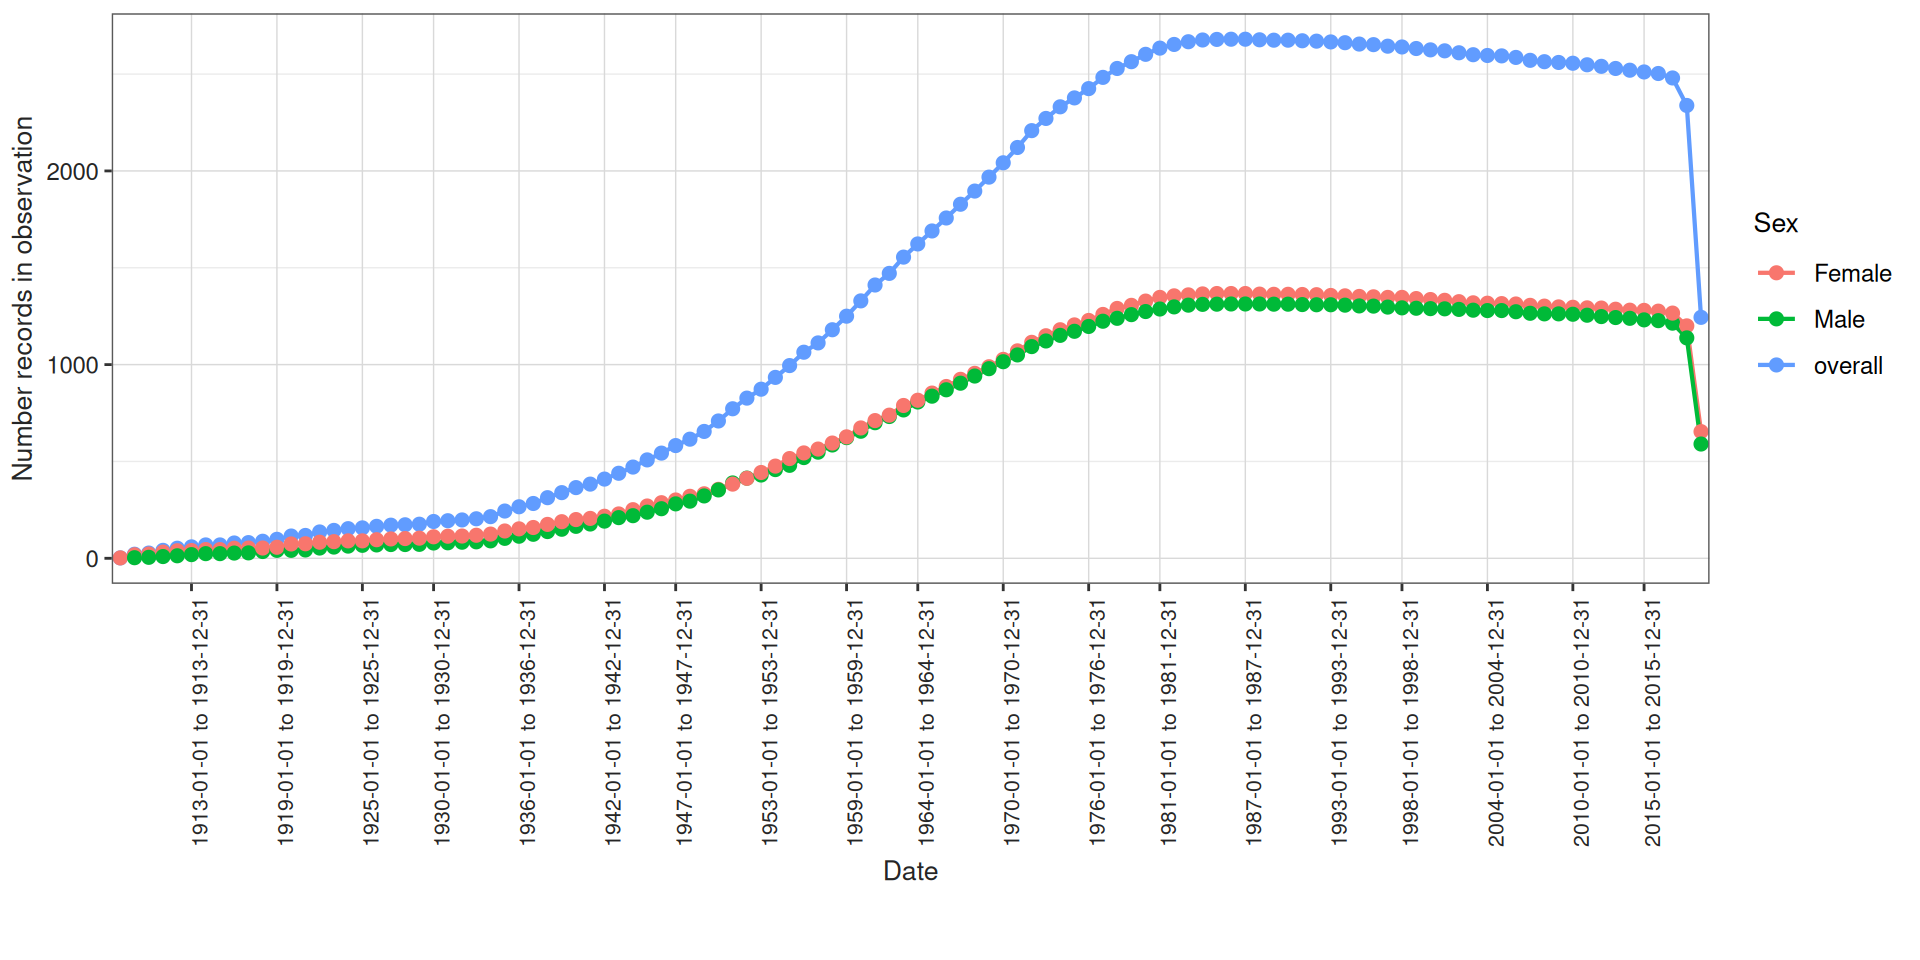 Number records in observation
2000
1000
0
1913-01-01 to 1913-12-31
1919-01-01 to 1919-12-31
1925-01-01 to 1925-12-31
1930-01-01 to 1930-12-31
1936-01-01 to 1936-12-31
1942-01-01 to 1942-12-31
1947-01-01 to 1947-12-31
1953-01-01 to 1953-12-31
1959-01-01 to 1959-12-31
1964-01-01 to 1964-12-31
1970-01-01 to 1970-12-31
1976-01-01 to 1976-12-31
1981-01-01 to 1981-12-31
1987-01-01 to 1987-12-31
1993-01-01 to 1993-12-31
1998-01-01 to 1998-12-31
2004-01-01 to 2004-12-31
2010-01-01 to 2010-12-31
2015-01-01 to 2015-12-31
Date
Sex
Female
Male
overall